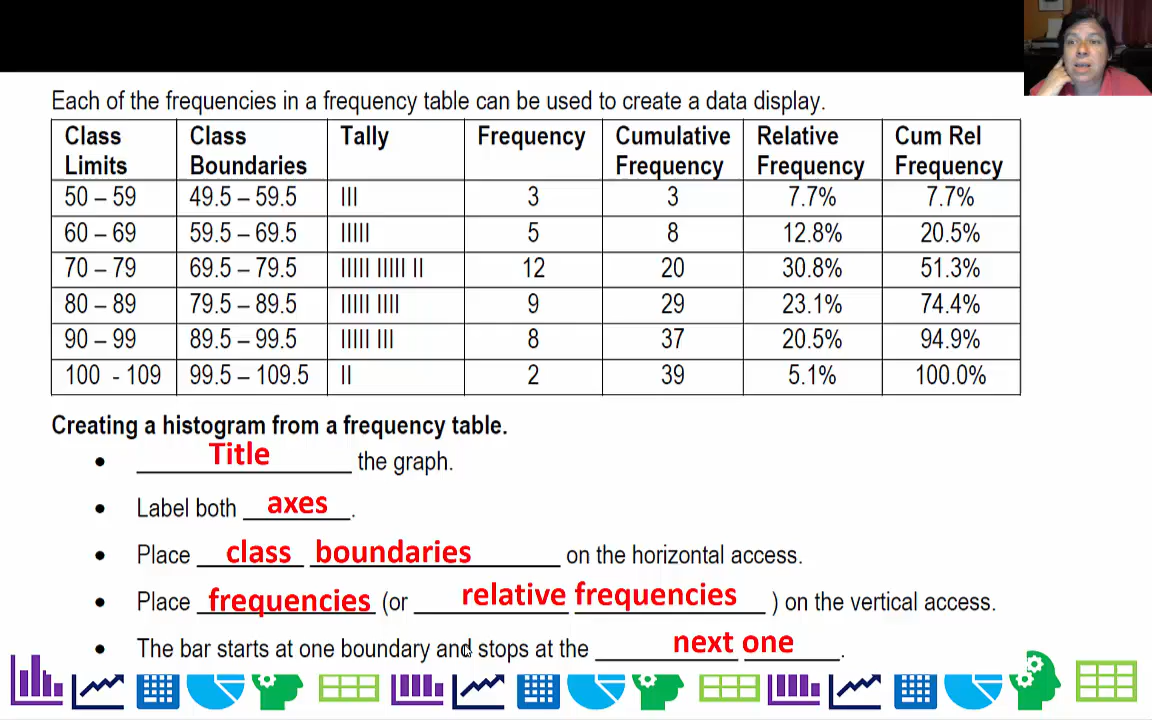 Each of the frequencies in a frequency table can be used to create a data display.
Class Limits | Class Boundaries | Tally | Frequency | Cumulative Frequency | Relative Frequency | Cum Rel Frequency
50 – 59 | 49.5 – 59.5 | III | 3 | 3 | 7.7% | 7.7%
60 – 69 | 59.5 – 69.5 | IIIII | 5 | 8 | 12.8% | 20.5%
70 – 79 | 69.5 – 79.5 | IIIII IIIII II | 12 | 20 | 30.8% | 51.3%
80 – 89 | 79.5 – 89.5 | IIIII IIII | 9 | 29 | 23.1% | 74.4%
90 – 99 | 89.5 – 99.5 | IIIII III | 8 | 37 | 20.5% | 94.9%
100 - 109 | 99.5 – 109.5 | II | 2 | 39 | 5.1% | 100.0%
Creating a histogram from a frequency table.
• Title the graph.
• Label both axes.
• Place class boundaries on the horizontal access.
• Place frequencies (or relative frequencies) on the vertical access.
• The bar starts at one boundary and stops at the next one.